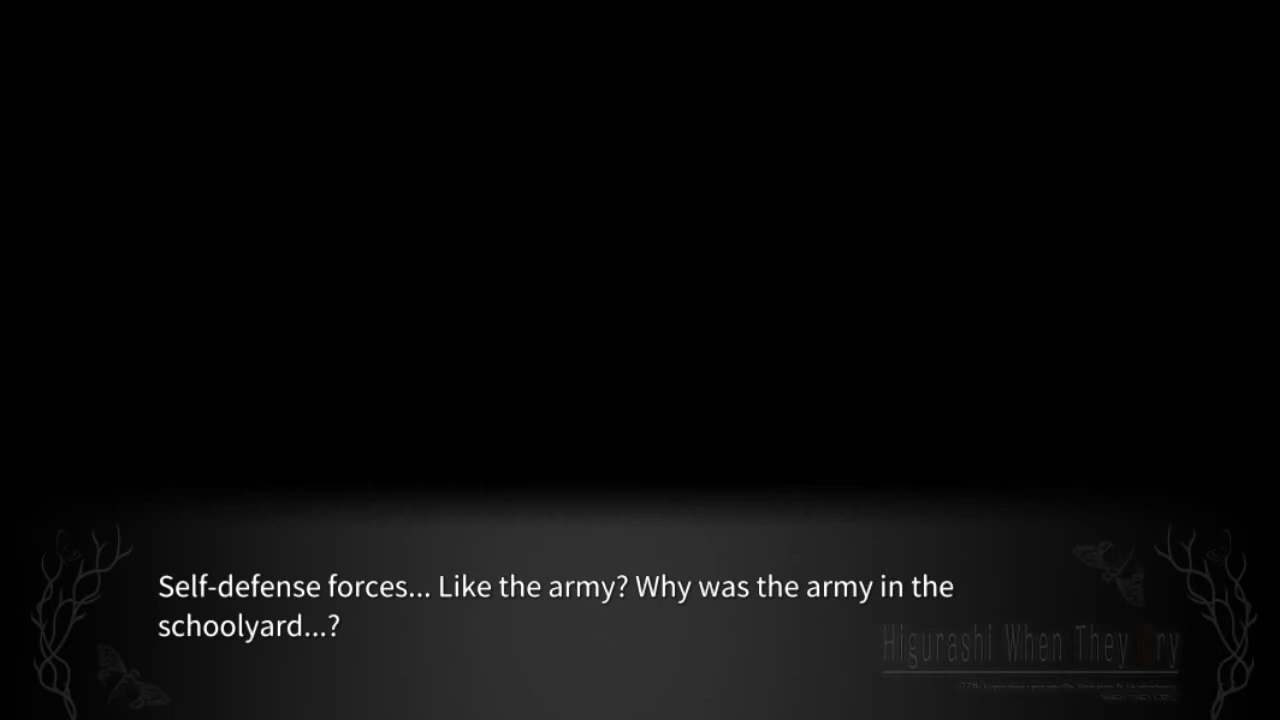 Self-defense forces... Like the army? Why was the army in the
schoolyard...?
Higurashi When They Cry